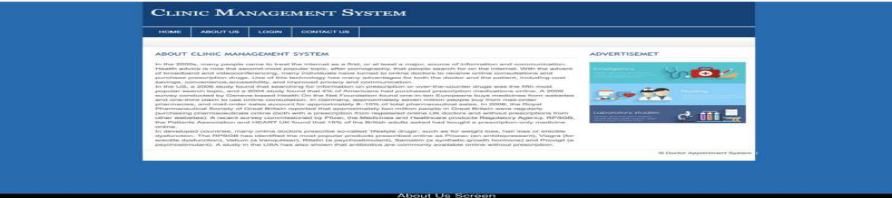 CLINIC MANAGEMENT SYSTEM
HOME ABOUT US LOGIN CONTACT US
ABOUT CLINIC MANAGEMENT SYSTEM ADVERTISEMET
In the 2000s, many people came to treat the internet as a first, or at least a major, source of information and communication.
Health advice is now the second-most popular topic, after pornography, that people search for on the internet. With the advent
of broadband and videoconferencing, many individuals have turned to online doctors to receive online consultations and
purchase prescription drugs. Use of this technology has many advantages for both the doctor and the patient, including cost
savings, convenience,accessibility, and improved privacy and communication.
In the US, a 2006 study found that searching for information on prescription or over-the-counter drugs was the fifth most
popular search topic, and a 2004 study found that 4% of Americans had purchased prescription medications online. A 2009
survey conducted by Geneva-based Health On the Net Foundation found one-in-ten Europeans buys medicines from websites
and one-third claim to use online consultation. In Germany, approximately seven million people buy from mail-order
pharmacies, and mail-order sales account for approximately 8–10% of total pharmaceutical sales. In 2008, the Royal
Pharmaceutical Society of Great Britain reported that approximately two million people in Great Britain were regularly
purchasing pharmaceuticals online (both with a prescription from registered online UK doctors and without prescriptions from
other websites). A recent survey commissioned by Pfizer, the Medicines and Healthcare products Regulatory Agency, RPSGB,
the Patients Association and HEART UK found that 15% of the British adults asked had bought a prescription-only medicine
online.
In developed countries, many online doctors prescribe so-called 'lifestyle drugs', such as for weight loss, hair loss or erectile
dysfunction. The RPSGB has identified the most popular products prescribed online as Prozac (an antidepressant), Viagra (for
erectile dysfunction), Valium (a tranquiliser), Ritalin (a psychostimulant), Serostim (a synthetic growth hormone) and Provigil (a
psychostimulant). A study in the USA has also shown that antibiotics are commonly available online without prescription.
Laboratory studies
© Doctor Appointment System
About Us Screen